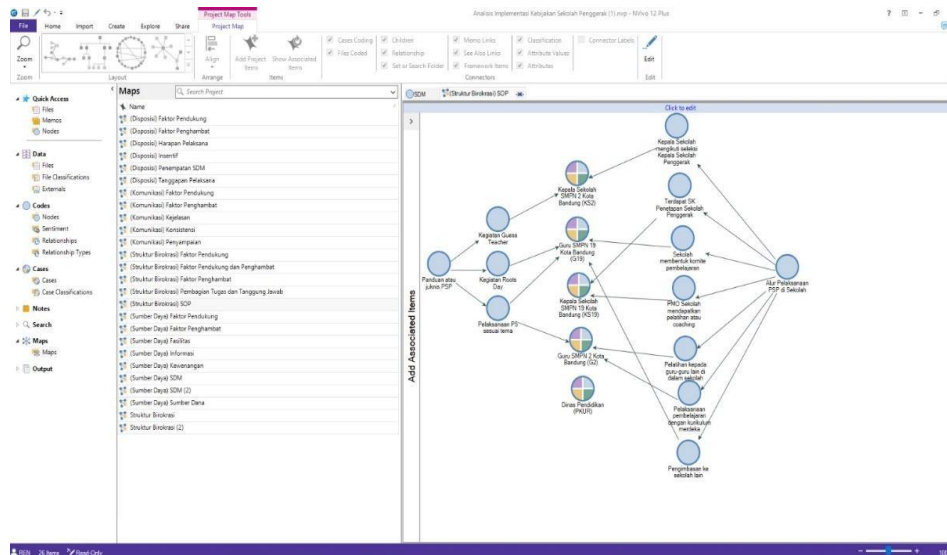 Project Map Tools
Analisis Implementasi Kebijakan Sekolah Penggerak (1).nvp - NVivo 12 Plus
File Home Import Create Explore Share Project Map
Zoom
Align
Add Project Items
Show Associated Items
Cases Coding
Files Coded
Children
Relationship
Set or Search Folder
Memo Links
See Also Links
Framework Items
Classification
Attribute Values
Attributes
Connector Labels
Edit
Zoom Layout Arrange Items Connectors Edit
Quick Access
Files
Memos
Nodes
Data
Files
File Classifications
Externals
Codes
Nodes
Sentiment
Relationships
Relationship Types
Cases
Cases
Case Classifications
Notes
Search
Maps
Maps
Output
Maps
Search Project
Name
(Disposisi) Faktor Pendukung
(Disposisi) Faktor Penghambat
(Disposisi) Harapan Pelaksana
(Disposisi) Insentif
(Disposisi) Penempatan SDM
(Disposisi) Tanggapan Pelaksana
(Komunikasi) Faktor Pendukung
(Komunikasi) Faktor Penghambat
(Komunikasi) Kejelasan
(Komunikasi) Konsistensi
(Komunikasi) Penyampaian
(Struktur Birokrasi) Faktor Pendukung
(Struktur Birokrasi) Faktor Pendukung dan Penghambat
(Struktur Birokrasi) Faktor Penghambat
(Struktur Birokrasi) Pembagian Tugas dan Tanggung Jawab
(Struktur Birokrasi) SOP
(Sumber Daya) Faktor Pendukung
(Sumber Daya) Faktor Penghambat
(Sumber Daya) Fasilitas
(Sumber Daya) Informasi
(Sumber Daya) Kewenangan
(Sumber Daya) SDM
(Sumber Daya) SDM (2)
(Sumber Daya) Sumber Dana
Struktur Birokrasi
Struktur Birokrasi (2)
SDM
(Struktur Birokrasi) SOP
Click to edit
Add Associated Items
Panduan atau
juknis PSP
Kegiatan Guess
Teacher
Kegiatan Roots
Day
Pelaksanaan P5
sesuai tema
Kepala Sekolah
SMPN 2 Kota
Bandung (KS2)
Guru SMPN 19
Kota Bandung
(G19)
Kepala Sekolah
SMPN 19 Kota
Bandung (KS19)
Guru SMPN 2 Kota
Bandung (G2)
Dinas Pendidikan
(PKUR)
Kepala Sekolah
mengikuti seleksi
Kepala Sekolah
Penggerak
Terdapat SK
Penetapan Sekolah
Penggerak
Sekolah
membentuk komite
pembelajaran
PMO Sekolah
mendapatkan
pelatihan atau
coaching
Pelatihan kepada
guru-guru lain di
dalam sekolah
Pelaksanaan
pembelajaran
dengan kurikulum
merdeka
Pengimbasan ke
sekolah lain
Alur Pelaksanaan
PSP di Sekolah
REN 26 Items Read-Only